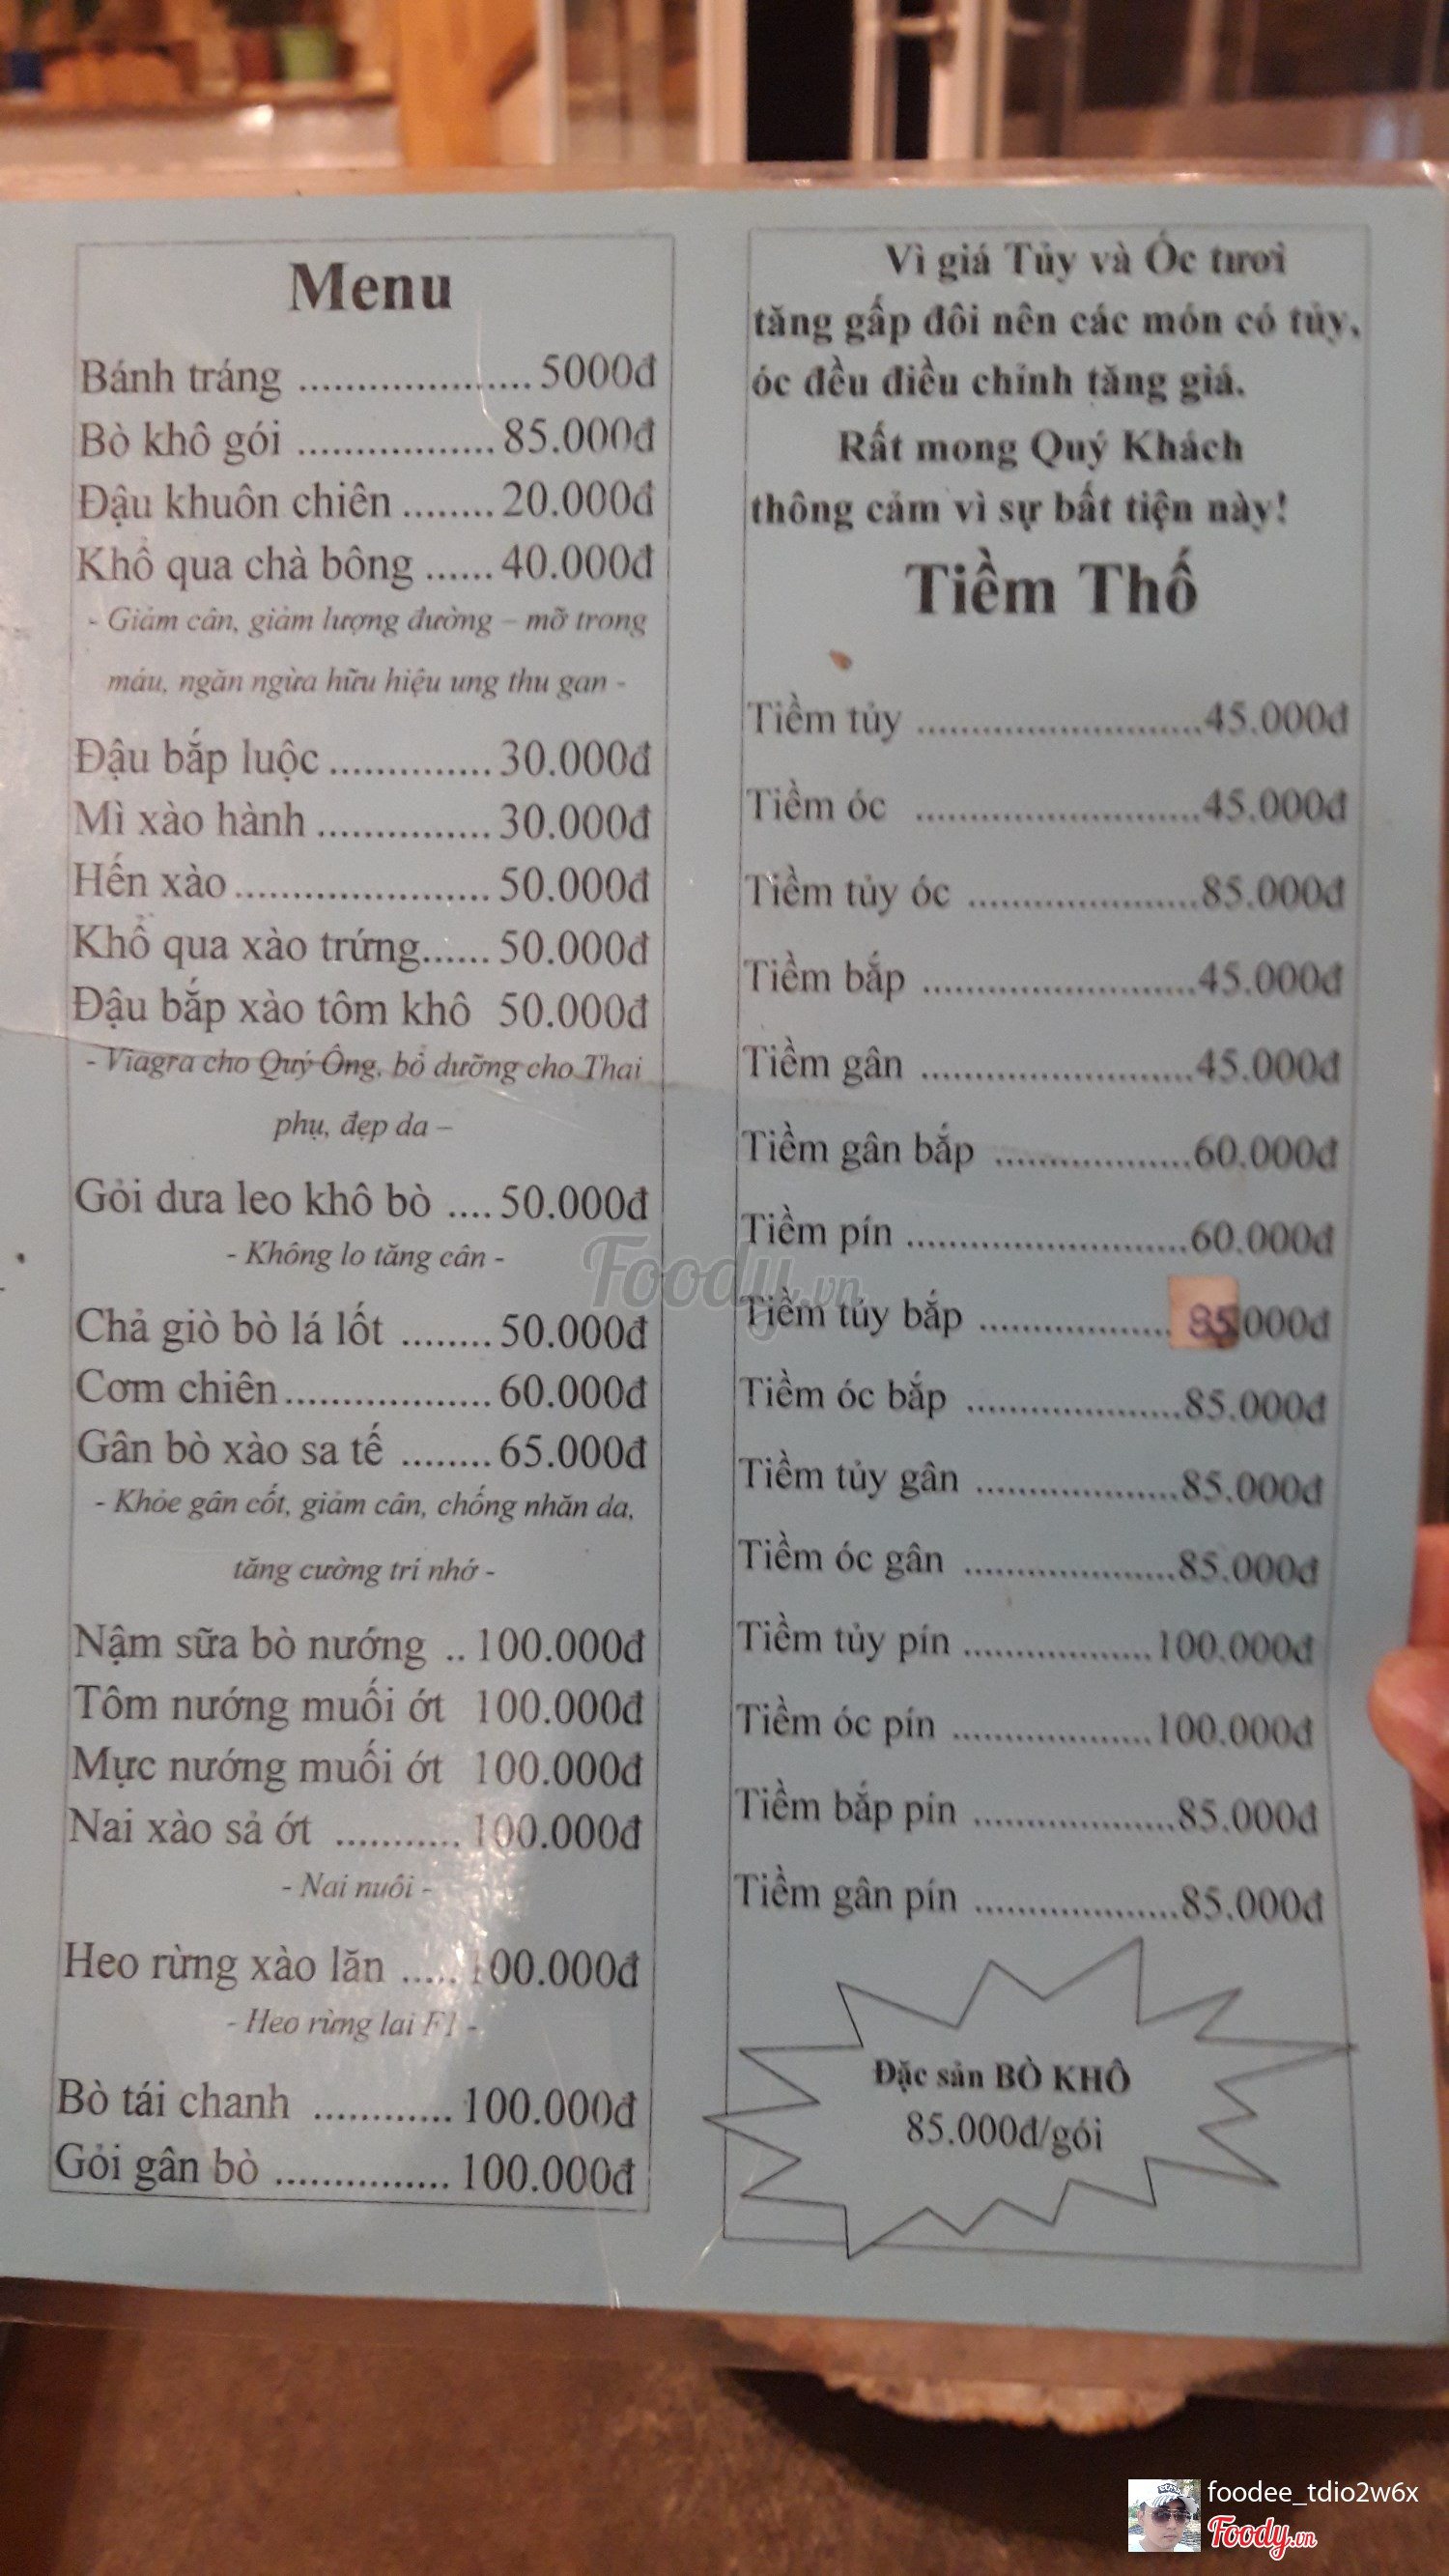 Menu
Bánh tráng .................... 5000đ
Bò khô gói ................. 85.000đ
Đậu khuôn chiên ........ 20.000đ
Khổ qua chà bông ...... 40.000đ
- Giảm cân, giảm lượng đường – mỡ trong
máu, ngăn ngừa hữu hiệu ung thu gan -
Đậu bắp luộc .............. 30.000đ
Mì xào hành ............... 30.000đ
Hến xào ...................... 50.000đ
Khổ qua xào trứng...... 50.000đ
Đậu bắp xào tôm khô 50.000đ
- Viagra cho Quý Ông, bổ dưỡng cho Thai
phụ, đẹp da –
Gỏi dưa leo khô bò .... 50.000đ
- Không lo tăng cân -
Chả giò bò lá lốt ........ 50.000đ
Cơm chiên.................. 60.000đ
Gân bò xào sa tế ........ 65.000đ
- Khỏe gân cốt, giảm cân, chống nhăn da,
tăng cường trí nhớ -
Nậm sữa bò nướng .. 100.000đ
Tôm nướng muối ớt 100.000đ
Mực nướng muối ớt 100.000đ
Nai xào sả ớt ........... 100.000đ
- Nai nuôi -
Heo rừng xào lăn ..... 100.000đ
- Heo rừng lai F1 -
Bò tái chanh ............ 100.000đ
Gỏi gân bò ............... 100.000đ
Vì giá Tủy và Óc tươi
tăng gấp đôi nên các món có tủy,
óc đều điều chỉnh tăng giá.
Rất mong Quý Khách
thông cảm vì sự bất tiện này!
Tiềm Thố
Tiềm tủy ..........................45.000đ
Tiềm óc ..........................45.000đ
Tiềm tủy óc .....................85.000đ
Tiềm bắp .........................45.000đ
Tiềm gân .........................45.000đ
Tiềm gân bắp ..................60.000đ
Tiềm pín ..........................60.000đ
Tiềm tủy bắp .................. 85.000đ
Tiềm óc bắp ....................85.000đ
Tiềm tủy gân ...................85.000đ
Tiềm óc gân ....................85.000đ
Tiềm tủy pín ..................100.000đ
Tiềm óc pín ...................100.000đ
Tiềm bắp pín ...................85.000đ
Tiềm gân pín ...................85.000đ
Đặc sản BÒ KHÔ
85.000đ/gói
Foody.vn
foodee_tdio2w6x
Foody.vn